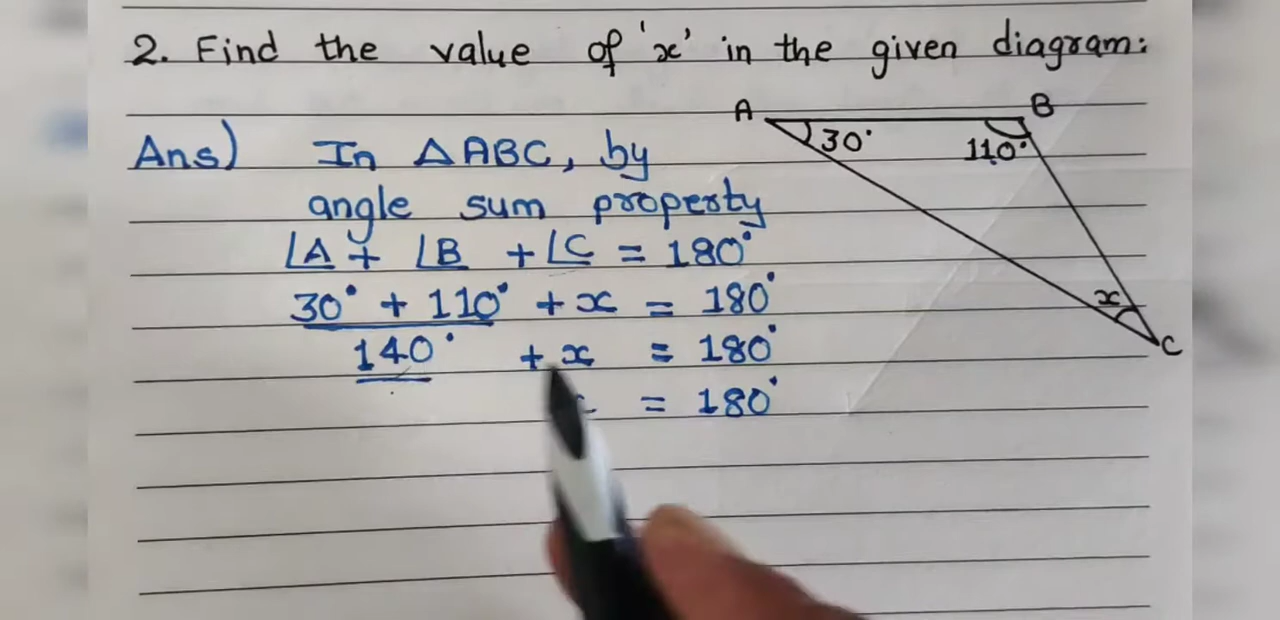 2. Find the value of 'x' in the given diagram:
A B
30° 110°
Ans) In △ABC, by
angle sum property
∠A + ∠B + ∠C = 180°
30° + 110° + x = 180°
x
140° + x = 180°
C
= 180°